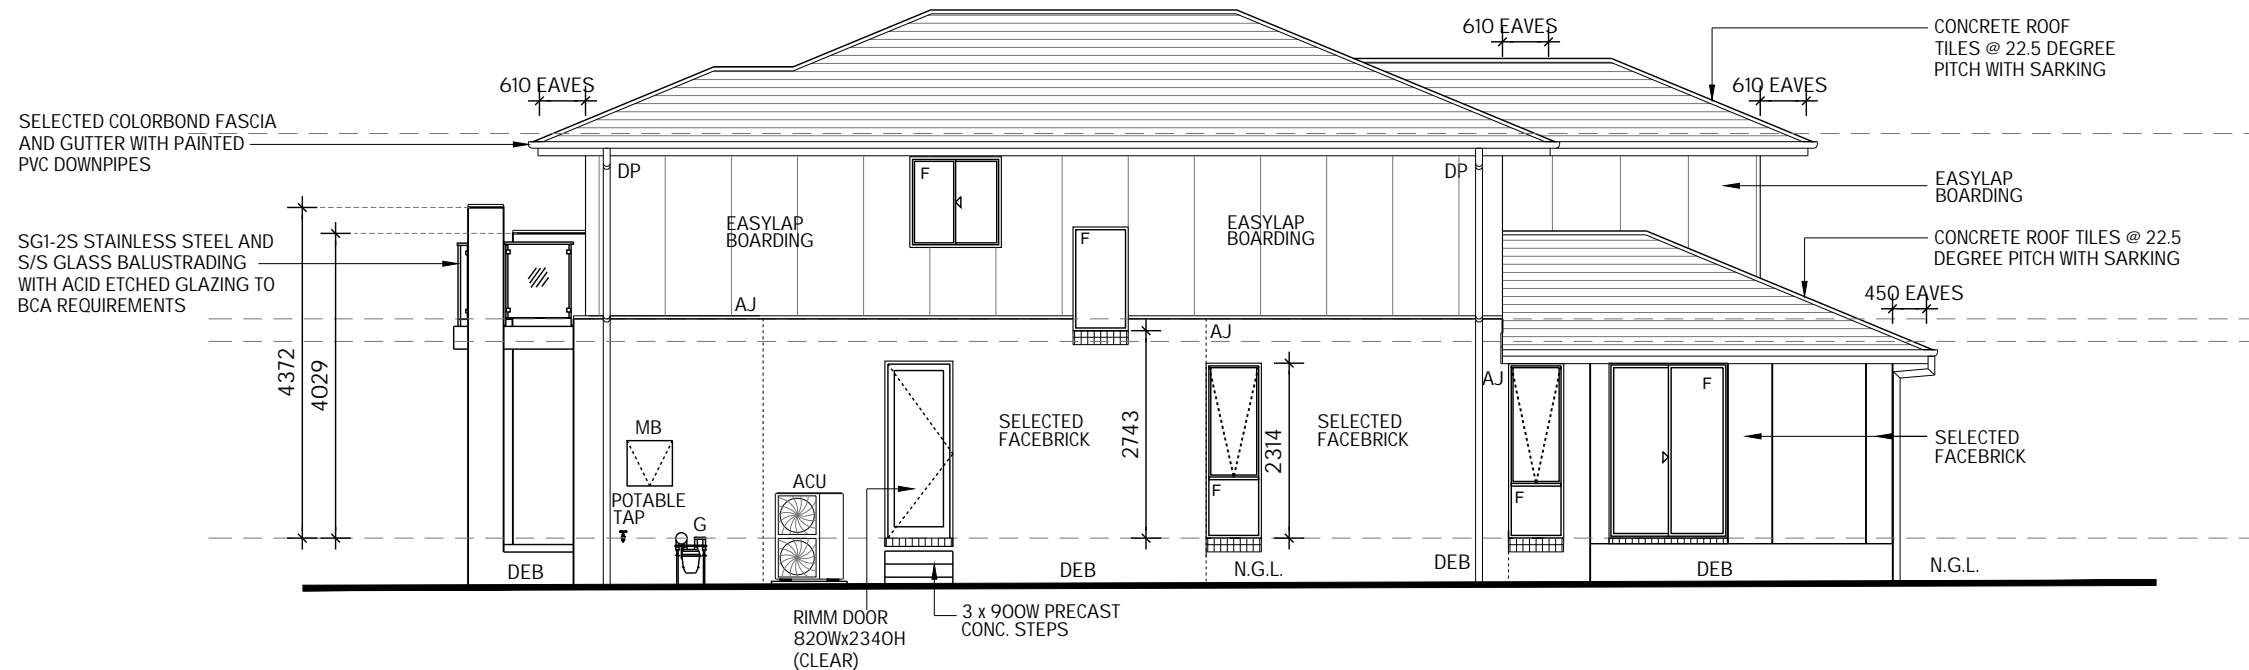 610 EAVES
CONCRETE ROOF
TILES @ 22.5 DEGREE
PITCH WITH SARKING
610 EAVES
610 EAVES
SELECTED COLORBOND FASCIA
AND GUTTER WITH PAINTED
PVC DOWNPIPES
DP
F
DP
EASYLAP
BOARDING
EASYLAP
BOARDING
EASYLAP
BOARDING
SG1-2S STAINLESS STEEL AND
S/S GLASS BALUSTRADING
WITH ACID ETCHED GLAZING TO
BCA REQUIREMENTS
F
CONCRETE ROOF TILES @ 22.5
DEGREE PITCH WITH SARKING
450 EAVES
AJ
AJ
4372
4029
AJ
F
MB
SELECTED
FACEBRICK
2743
2314
SELECTED
FACEBRICK
SELECTED
FACEBRICK
POTABLE
TAP
ACU
F
F
G
DEB
DEB
N.G.L.
DEB
DEB
N.G.L.
RIMM DOOR
820Wx2340H
(CLEAR)
3 x 900W PRECAST
CONC. STEPS